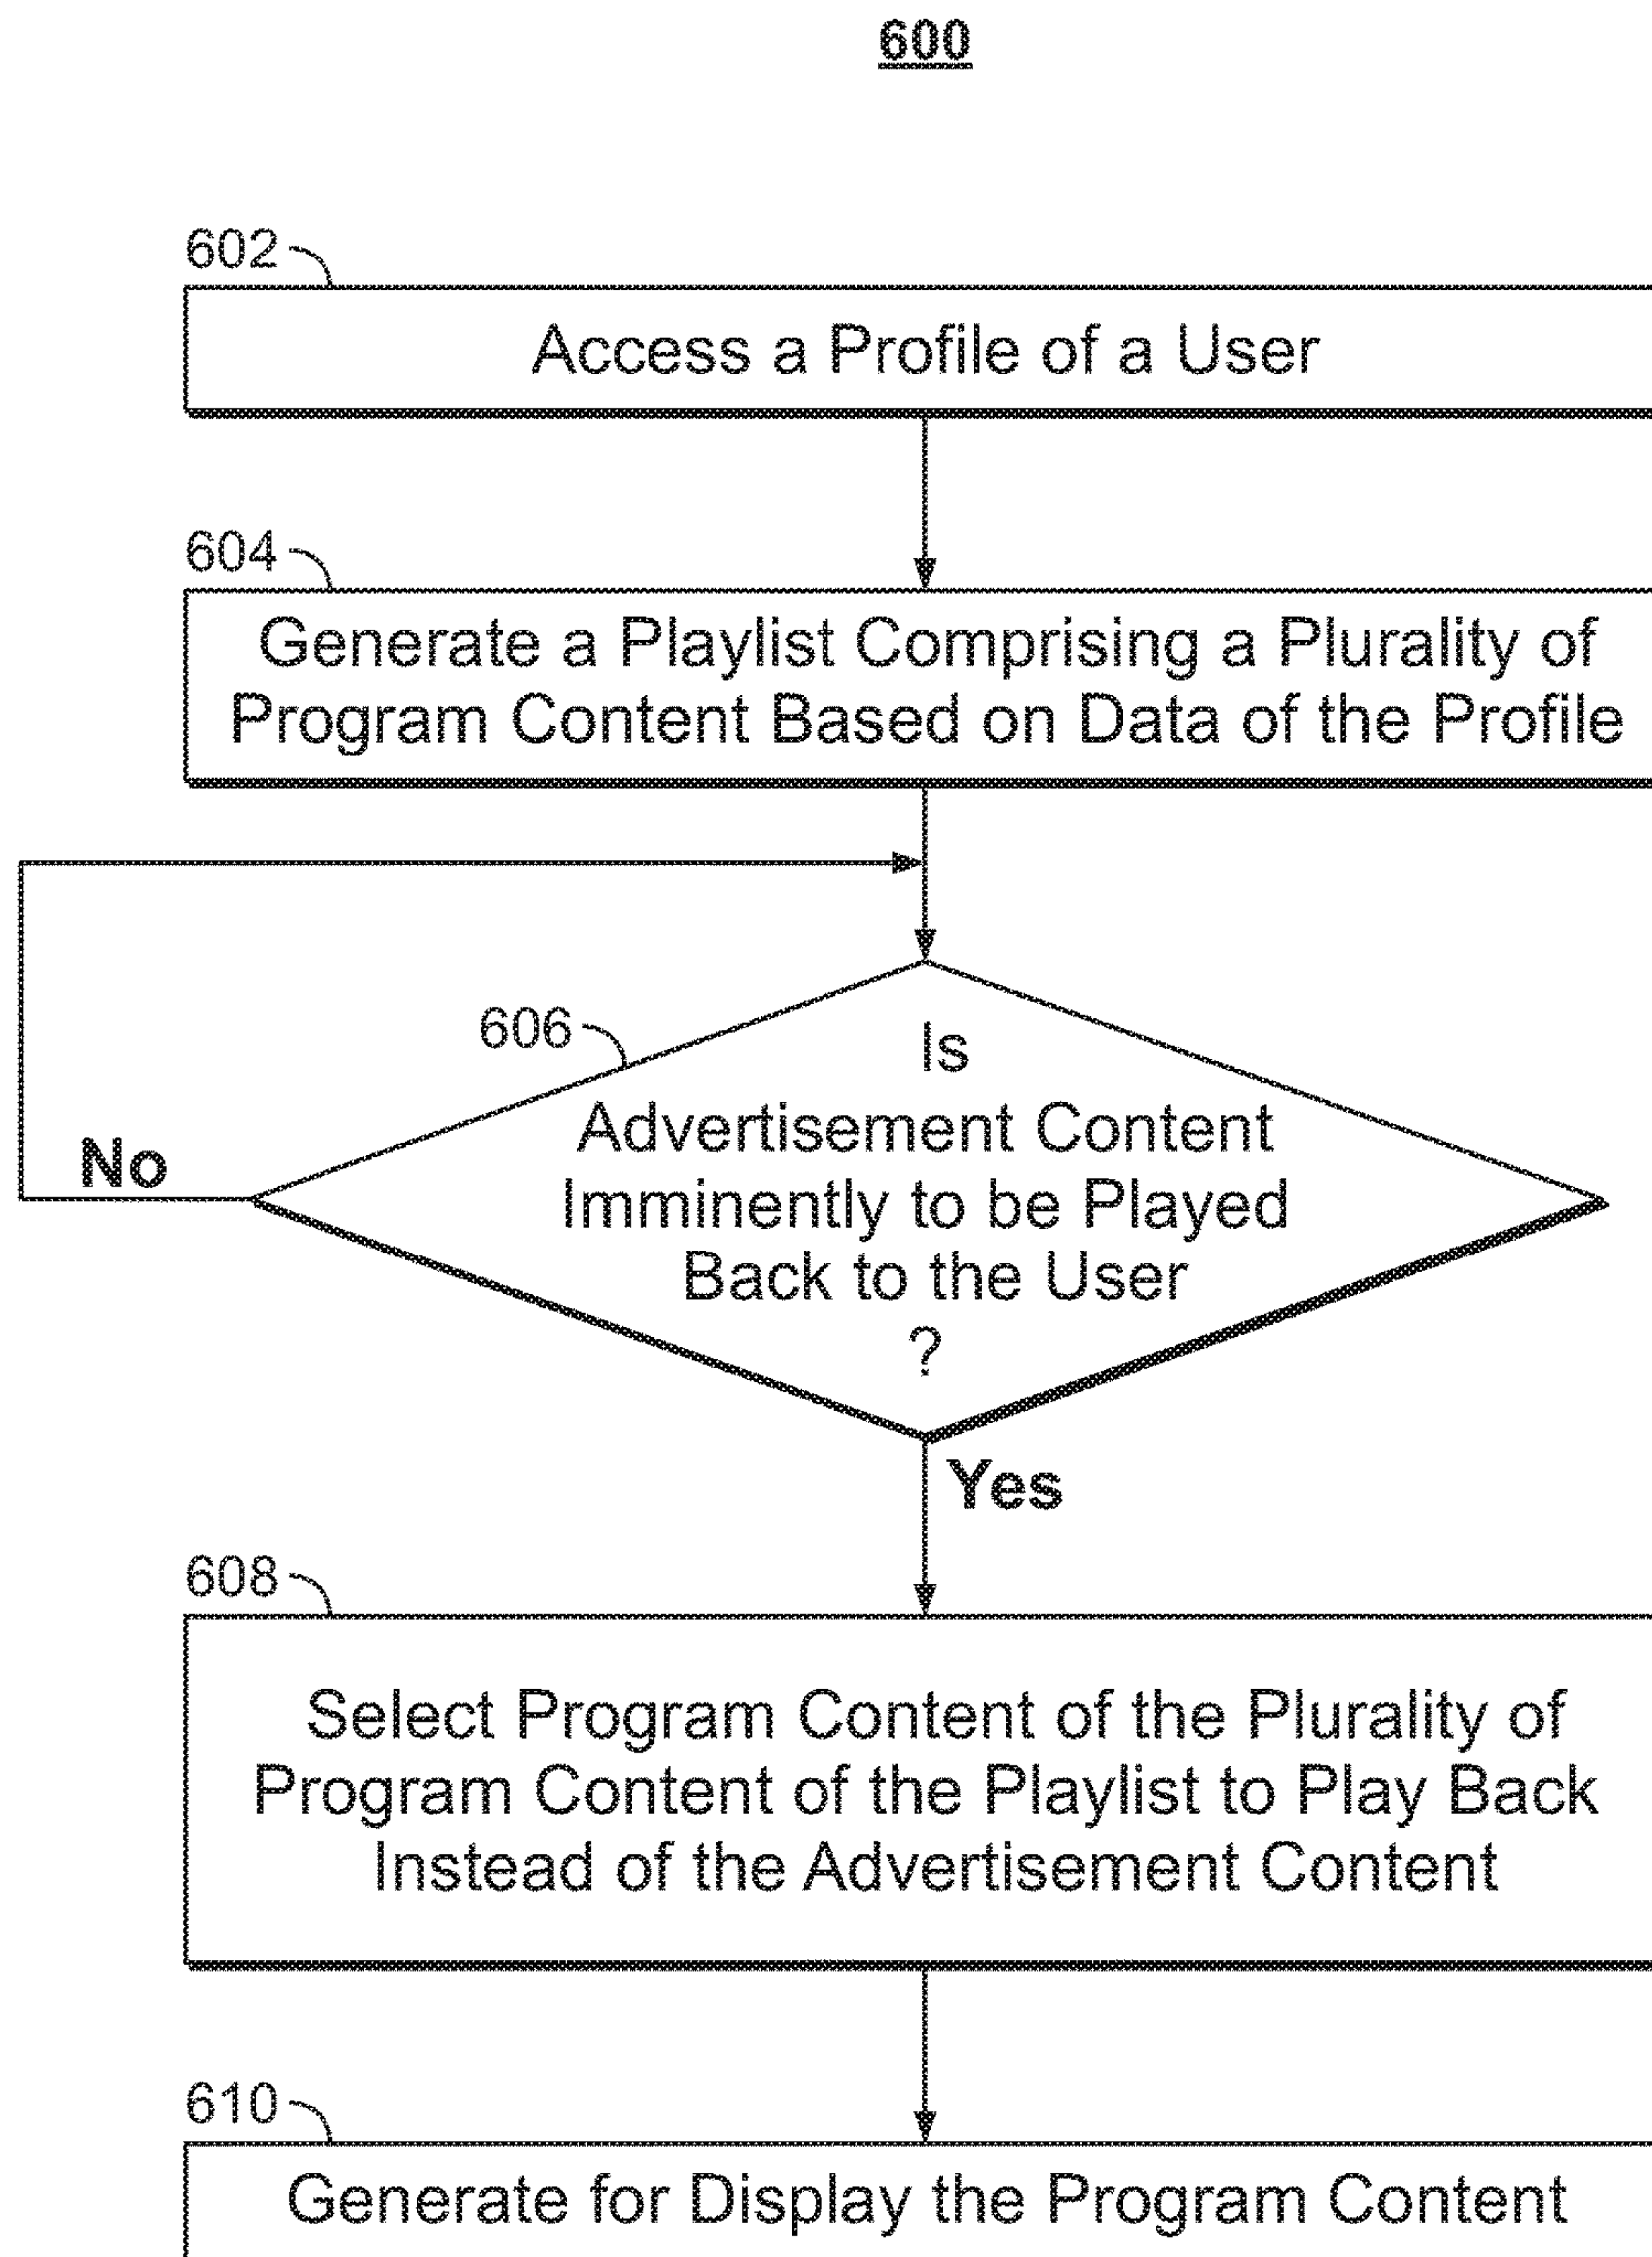 600
602
Access a Profile of a User
604
Generate a Playlist Comprising a Plurality of
Program Content Based on Data of the Profile
606
Is
Advertisement Content
Imminently to be Played
Back to the User
?
No
Yes
608
Select Program Content of the Plurality of
Program Content of the Playlist to Play Back
Instead of the Advertisement Content
610
Generate for Display the Program Content